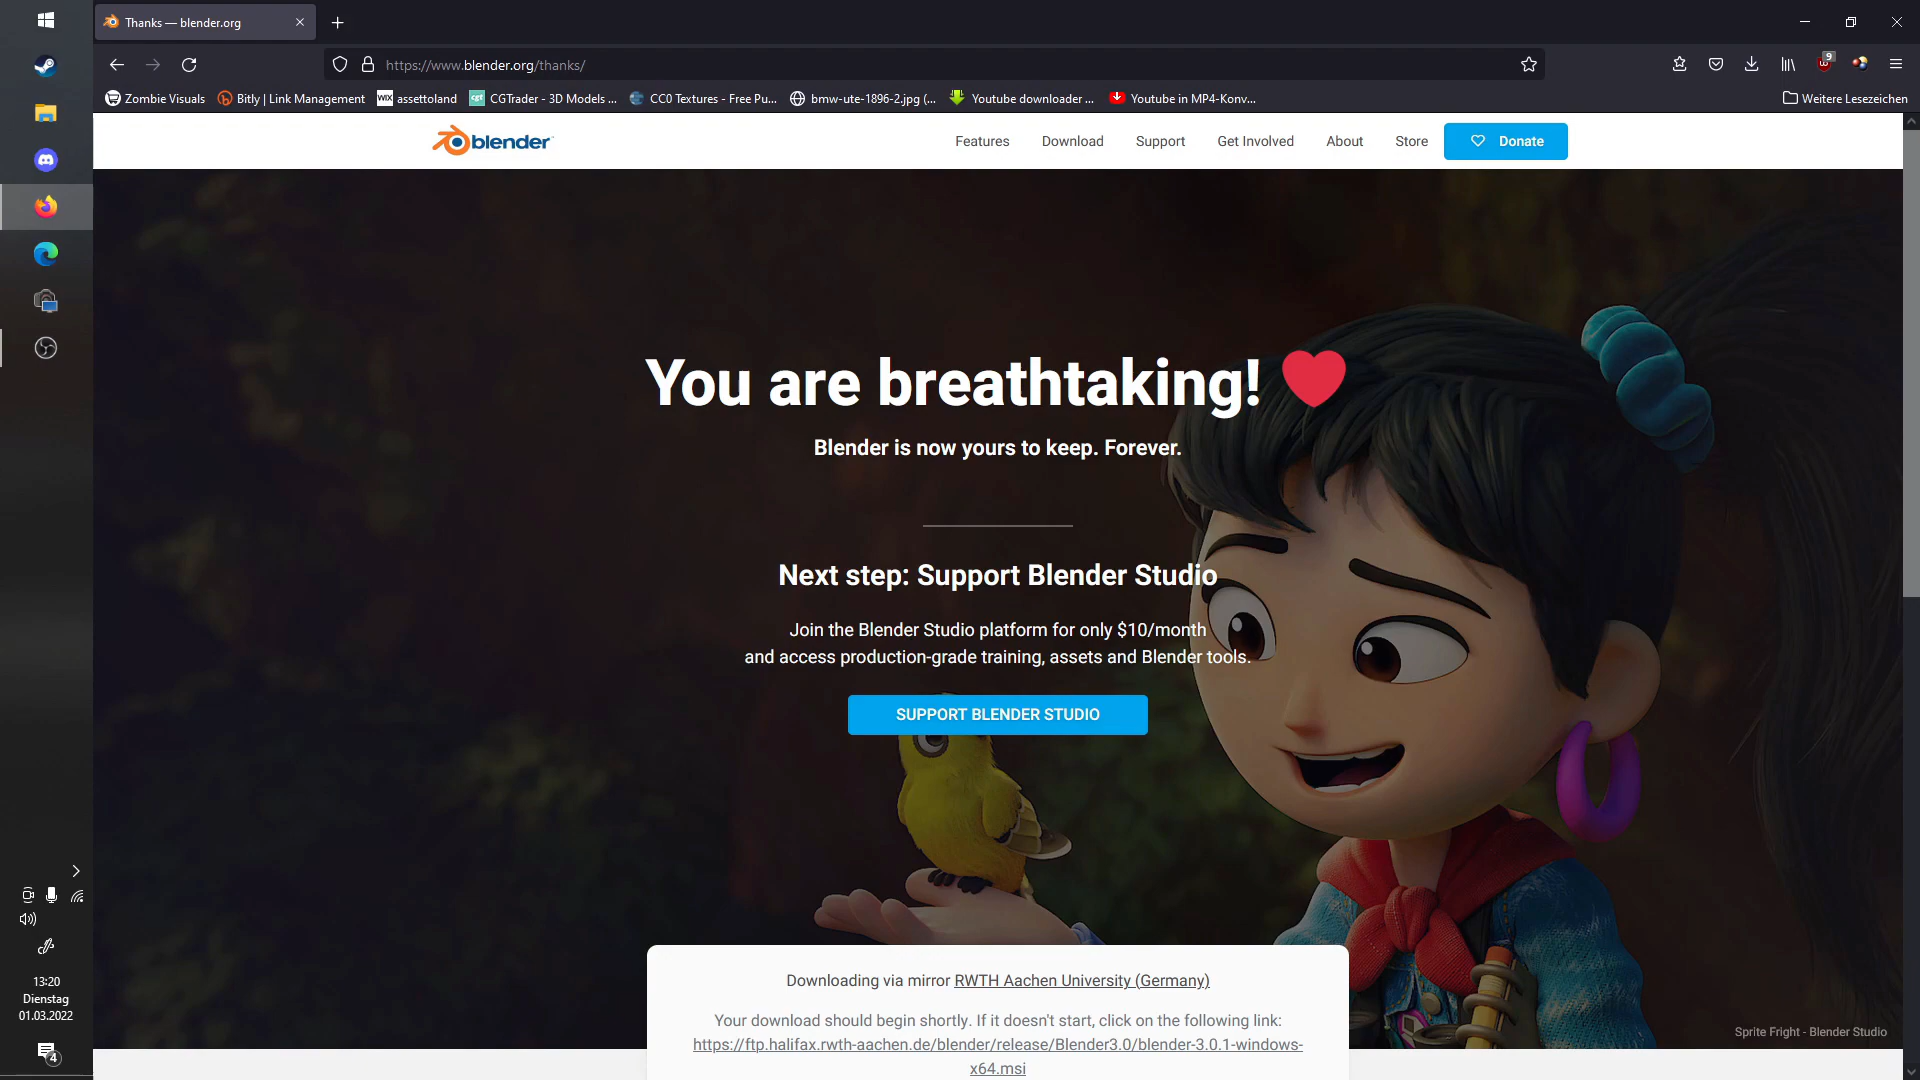 Thanks — blender.org
https://www.blender.org/thanks/
9
Zombie Visuals
Bitly | Link Management
WIX assettoland
cgt CGTrader - 3D Models ...
CC0 Textures - Free Pu...
bmw-ute-1896-2.jpg (...
Youtube downloader ...
Youtube in MP4-Konv...
Weitere Lesezeichen
blender
Features
Download
Support
Get Involved
About
Store
Donate
You are breathtaking!
Blender is now yours to keep. Forever.
Next step: Support Blender Studio
Join the Blender Studio platform for only $10/month
and access production-grade training, assets and Blender tools.
SUPPORT BLENDER STUDIO
Downloading via mirror RWTH Aachen University (Germany)
Your download should begin shortly. If it doesn't start, click on the following link:
https://ftp.halifax.rwth-aachen.de/blender/release/Blender3.0/blender-3.0.1-windows-
x64.msi
Sprite Fright - Blender Studio
13:20
Dienstag
01.03.2022
4